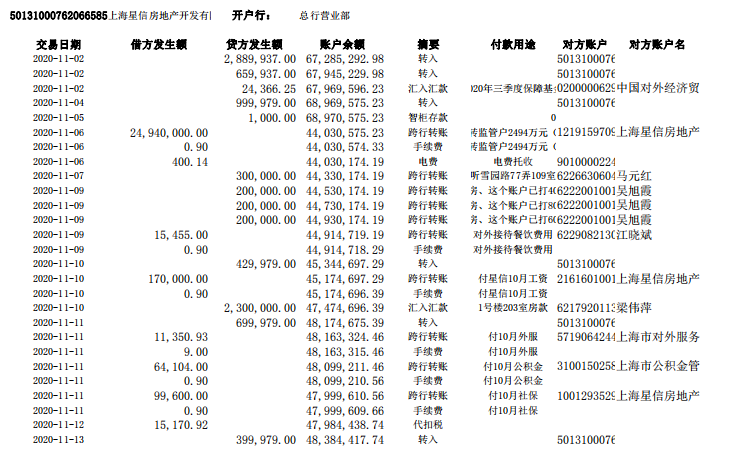 50131000762066585上海星信房地产开发有 开户行： 总行营业部
交易日期 借方发生额 贷方发生额 账户余额 摘要 付款用途 对方账户 对方账户名
2020-11-02 2,889,937.00 67,285,292.98 转入 5013100076
2020-11-02 659,937.00 67,945,229.98 转入 5013100076
2020-11-02 24,366.25 67,969,596.23 汇入汇款 020年三季度保障基 0200000629 中国对外经济贸
2020-11-04 999,979.00 68,969,575.23 转入 5013100076
2020-11-05 1,000.00 68,970,575.23 智柜存款 0
2020-11-06 24,940,000.00 44,030,575.23 跨行转账 转监管户2494万元（ 1219159709 上海星信房地产
2020-11-06 0.90 44,030,574.33 手续费 转监管户2494万元（
2020-11-06 400.14 44,030,174.19 电费 电费托收 9010000224
2020-11-07 300,000.00 44,330,174.19 跨行转账 听雪园路77弄109室 6226630604 马元红
2020-11-09 200,000.00 44,530,174.19 跨行转账 房、这个账户已打40 6222001001 吴旭霞
2020-11-09 200,000.00 44,730,174.19 跨行转账 房、这个账户已打80 6222001001 吴旭霞
2020-11-09 200,000.00 44,930,174.19 跨行转账 房、这个账户已打60 6222001001 吴旭霞
2020-11-09 15,455.00 44,914,719.19 跨行转账 对外接待餐饮费用 6229082130 江晓斌
2020-11-09 0.90 44,914,718.29 手续费 对外接待餐饮费用
2020-11-10 429,979.00 45,344,697.29 转入 5013100076
2020-11-10 170,000.00 45,174,697.29 跨行转账 付星信10月工资 2161601001 上海星信房地产
2020-11-10 0.90 45,174,696.39 手续费 付星信10月工资
2020-11-10 2,300,000.00 47,474,696.39 汇入汇款 1号楼203室房款 6217920113 梁伟萍
2020-11-11 699,979.00 48,174,675.39 转入 5013100076
2020-11-11 11,350.93 48,163,324.46 跨行转账 付10月外服 5719064244 上海市对外服务
2020-11-11 9.00 48,163,315.46 手续费 付10月外服
2020-11-11 64,104.00 48,099,211.46 跨行转账 付10月公积金 3100150258 上海市公积金管
2020-11-11 0.90 48,099,210.56 手续费 付10月公积金
2020-11-11 99,600.00 47,999,610.56 跨行转账 付10月社保 1001293529 上海星信房地产
2020-11-11 0.90 47,999,609.66 手续费 付10月社保
2020-11-12 15,170.92 47,984,438.74 代扣税
2020-11-13 399,979.00 48,384,417.74 转入 5013100076